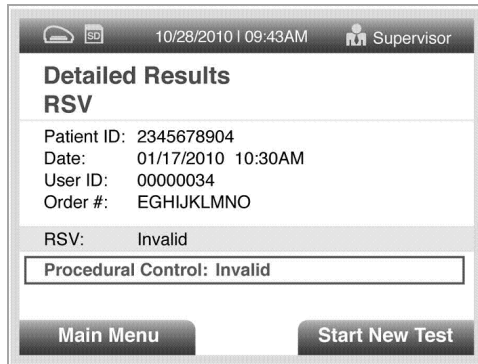 SD 10/28/2010 | 09:43AM Supervisor
Detailed Results
RSV
Patient ID: 2345678904
Date: 01/17/2010 10:30AM
User ID: 00000034
Order #: EGHIJKLMNO
RSV: Invalid
Procedural Control: Invalid
Main Menu Start New Test